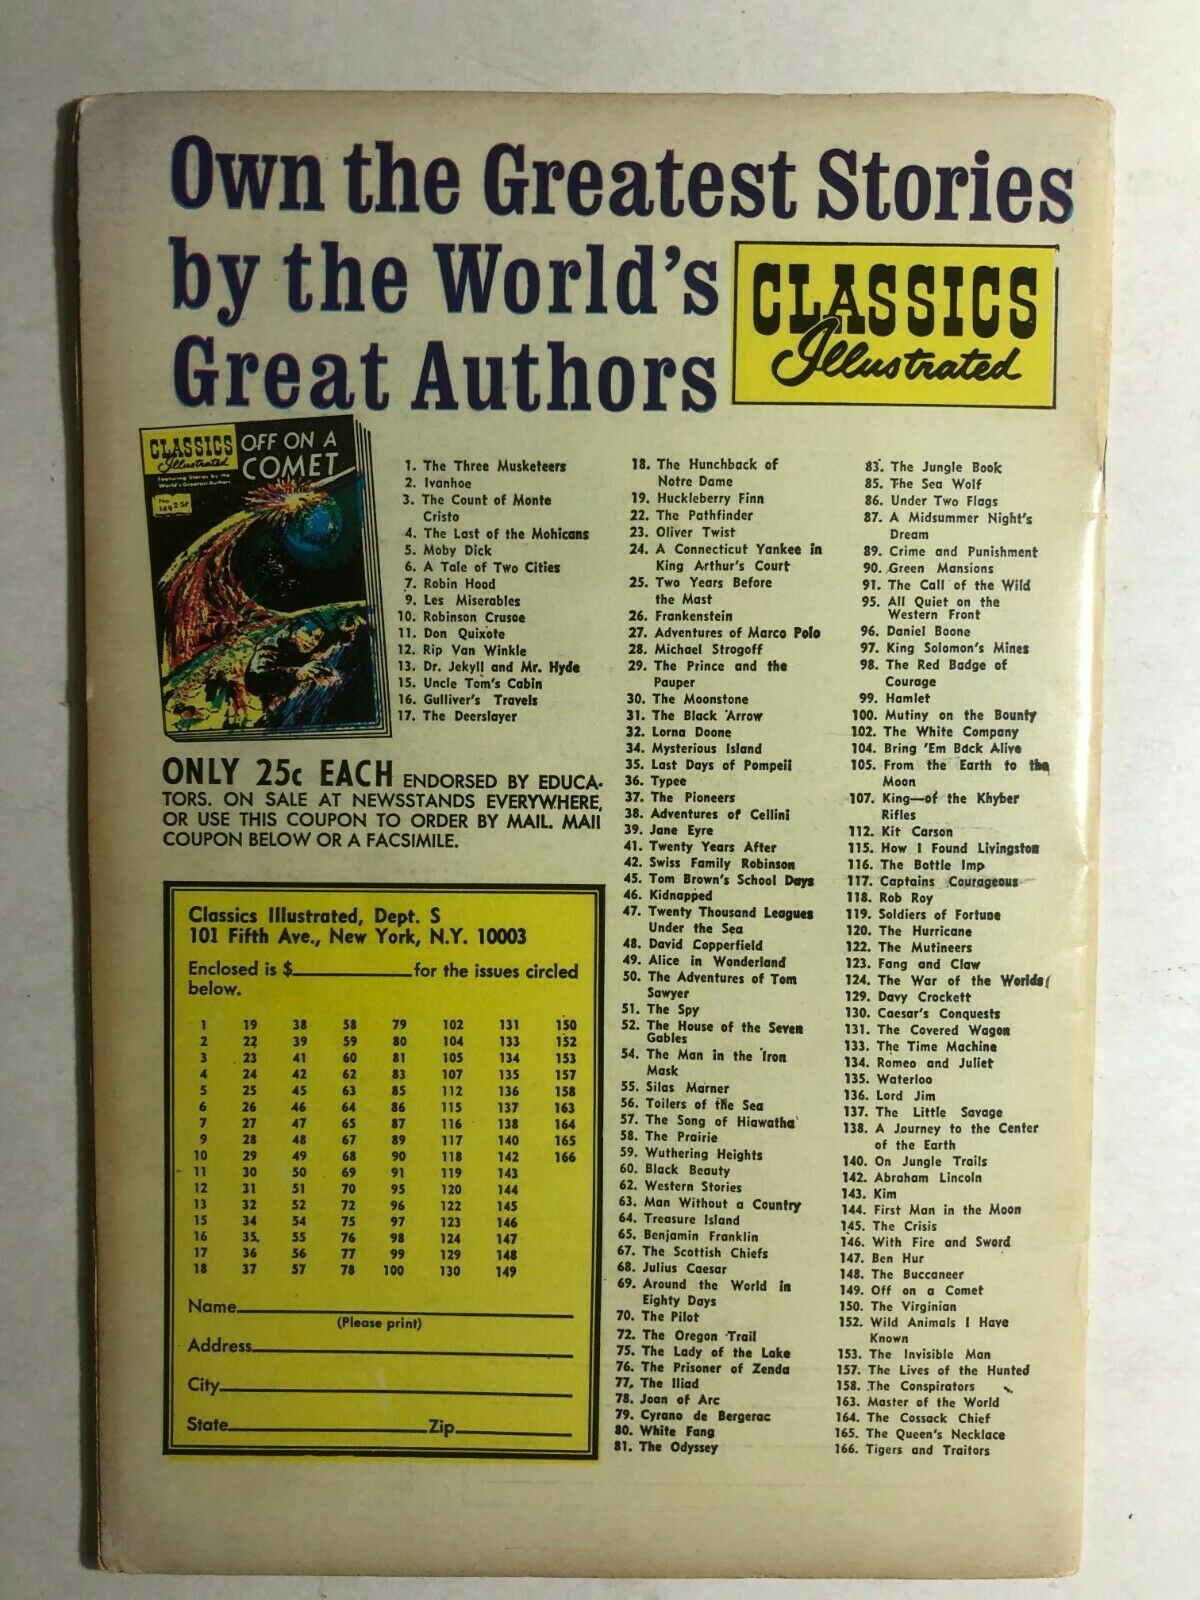 Own the Greatest Stories
by the World's
Great Authors
CLASSICS
Illustrated
CLASSICS
Illustrated
Featuring Stories by the
World's Greatest Authors
No
149
OFF ON A
COMET
1. The Three Musketeers
2. Ivanhoe
3. The Count of Monte
Cristo
4. The Last of the Mohicans
5. Moby Dick
6. A Tale of Two Cities
7. Robin Hood
9. Les Miserables
10. Robinson Crusoe
11. Don Quixote
12. Rip Van Winkle
13. Dr. Jekyll and Mr. Hyde
15. Uncle Tom's Cabin
16. Gulliver's Travels
17. The Deerslayer
ONLY 25c EACH ENDORSED BY EDUCA-
TORS. ON SALE AT NEWSSTANDS EVERYWHERE,
OR USE THIS COUPON TO ORDER BY MAIL. MAIL
COUPON BELOW OR A FACSIMILE.
Classics Illustrated, Dept. S
101 Fifth Ave., New York, N.Y. 10003
Enclosed is $ for the issues circled
below.
1 19 38 58 79 102 131 150
2 22 39 59 80 104 133 152
3 23 41 60 81 105 134 153
4 24 42 62 83 107 135 157
5 25 45 63 85 112 136 158
6 26 46 64 86 115 137 163
7 27 47 65 87 116 138 164
9 28 48 67 89 117 140 165
10 29 49 68 90 118 142 166
11 30 50 69 91 119 143
12 31 51 70 95 120 144
13 32 52 72 96 122 145
15 34 54 75 97 123 146
16 35. 55 76 98 124 147
17 36 56 77 99 129 148
18 37 57 78 100 130 149
Name
(Please print)
Address
City
State Zip
18. The Hunchback of
Notre Dame
19. Huckleberry Finn
22. The Pathfinder
23. Oliver Twist
24. A Connecticut Yankee in
King Arthur's Court
25. Two Years Before
the Mast
26. Frankenstein
27. Adventures of Marco Polo
28. Michael Strogoff
29. The Prince and the
Pauper
30. The Moonstone
31. The Black Arrow
32. Lorna Doone
34. Mysterious Island
35. Last Days of Pompeii
36. Typee
37. The Pioneers
38. Adventures of Cellini
39. Jane Eyre
41. Twenty Years After
42. Swiss Family Robinson
45. Tom Brown's School Days
46. Kidnapped
47. Twenty Thousand Leagues
Under the Sea
48. David Copperfield
49. Alice in Wonderland
50. The Adventures of Tom
Sawyer
51. The Spy
52. The House of the Seven
Gables
54. The Man in the Iron
Mask
55. Silas Marner
56. Toilers of the Sea
57. The Song of Hiawatha
58. The Prairie
59. Wuthering Heights
60. Black Beauty
62. Western Stories
63. Man Without a Country
64. Treasure Island
65. Benjamin Franklin
67. The Scottish Chiefs
68. Julius Caesar
69. Around the World in
Eighty Days
70. The Pilot
72. The Oregon Trail
75. The Lady of the Lake
76. The Prisoner of Zenda
77. The Iliad
78. Joan of Arc
79. Cyrano de Bergerac
80. White Fang
81. The Odyssey
83. The Jungle Book
85. The Sea Wolf
86. Under Two Flags
87. A Midsummer Night's
Dream
89. Crime and Punishment
90. Green Mansions
91. The Call of the Wild
95. All Quiet on the
Western Front
96. Daniel Boone
97. King Solomon's Mines
98. The Red Badge of
Courage
99. Hamlet
100. Mutiny on the Bounty
102. The White Company
104. Bring 'Em Back Alive
105. From the Earth to the
Moon
107. King—of the Khyber
Rifles
112. Kit Carson
115. How I Found Livingston
116. The Bottle Imp
117. Captains Courageous
118. Rob Roy
119. Soldiers of Fortune
120. The Hurricane
122. The Mutineers
123. Fang and Claw
124. The War of the Worlds
129. Davy Crockett
130. Caesar's Conquests
131. The Covered Wagon
133. The Time Machine
134. Romeo and Juliet
135. Waterloo
136. Lord Jim
137. The Little Savage
138. A Journey to the Center
of the Earth
140. On Jungle Trails
142. Abraham Lincoln
143. Kim
144. First Man in the Moon
145. The Crisis
146. With Fire and Sword
147. Ben Hur
148. The Buccaneer
149. Off on a Comet
150. The Virginian
152. Wild Animals I Have
Known
153. The Invisible Man
157. The Lives of the Hunted
158. The Conspirators
163. Master of the World
164. The Cossack Chief
165. The Queen's Necklace
166. Tigers and Traitors